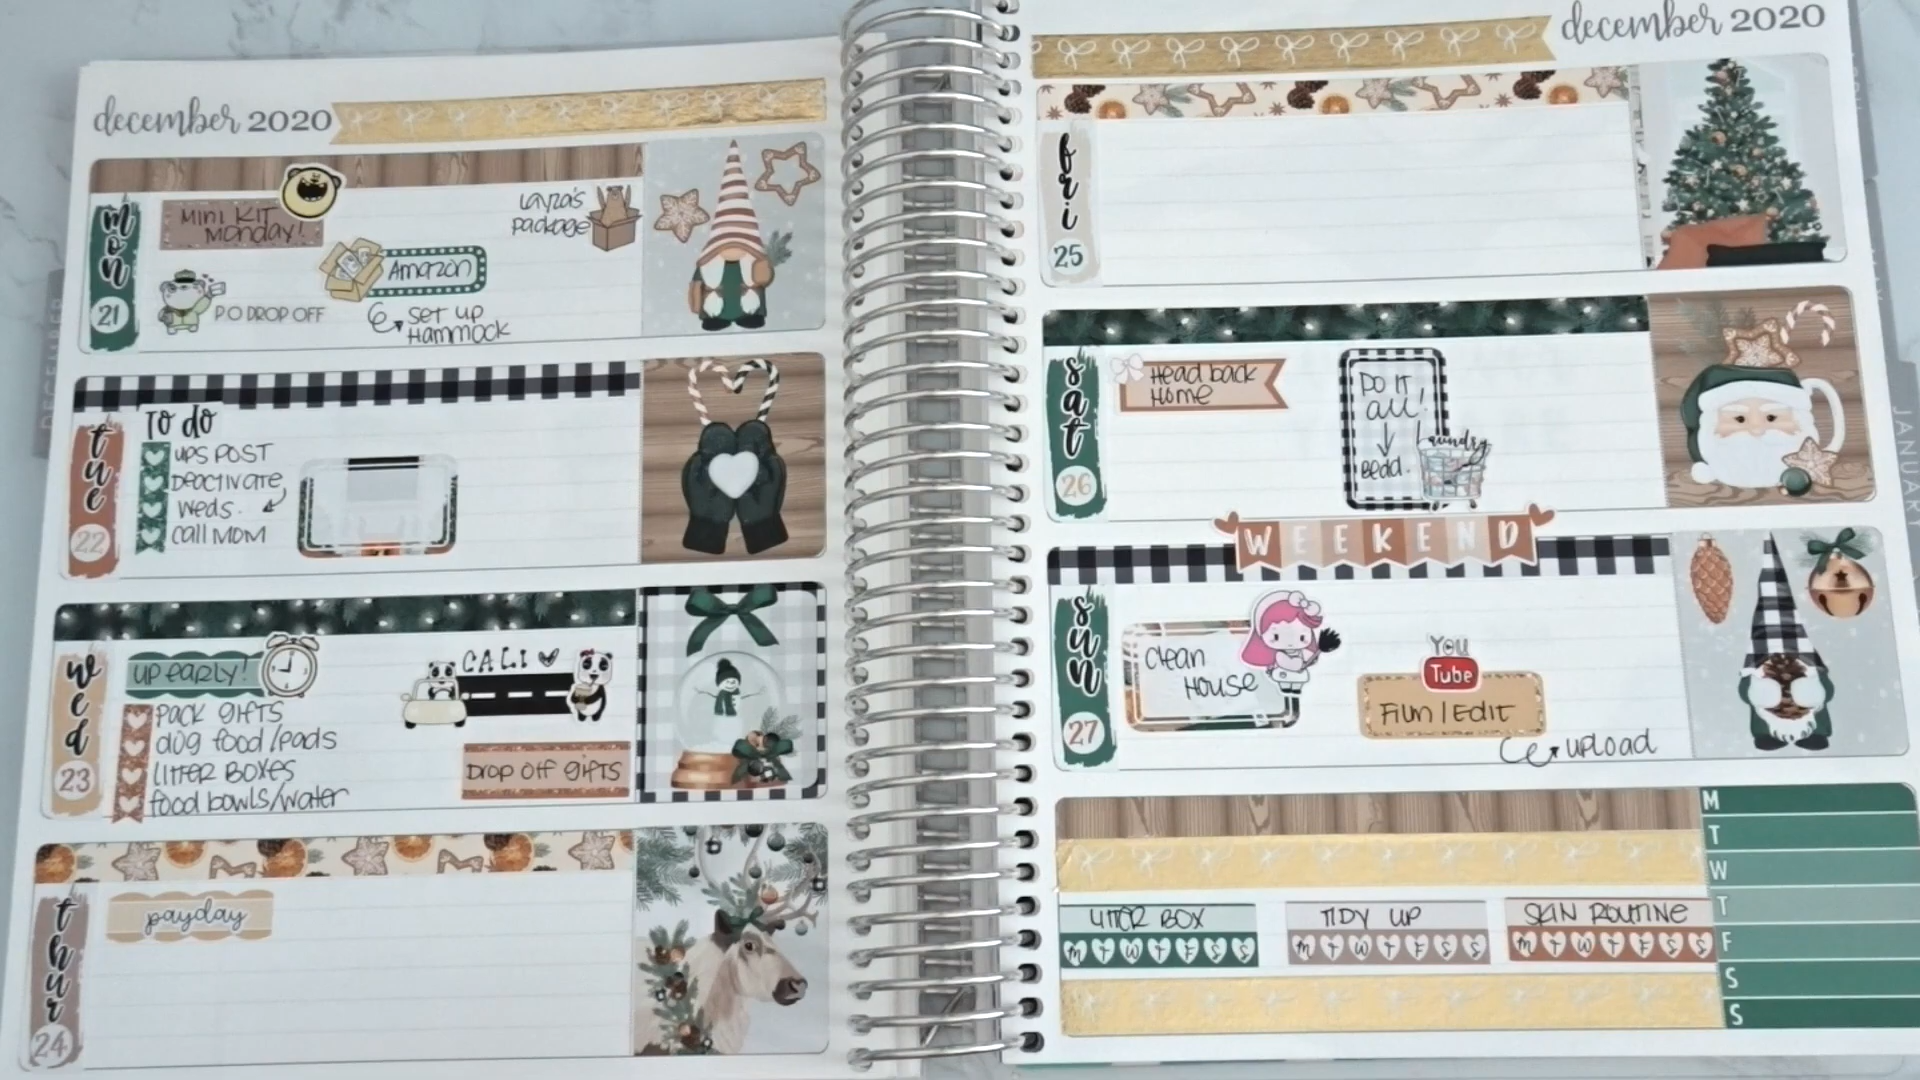 december 2020
mon
21
MINI KIT
Monday!
Amazon
SET UP
HAMMOCK
package
P.O DROP OFF
tue
22
TO do
UPS POST
Deactivate
Weds.
call MOM
wed
23
UP EARLY!
PACK GIFTS
dog food/pads
LITTER BOXES
food bowls/water
CALI
Drop off gifts
thur
24
payday
december 2020
fri
25
sat
26
Head back
Home
DO IT
all!
Bedd.
Laundry
WEEKEND
sun
27
clean
House
You
Tube
Film/Edit
upload
LITTER BOX
M T W T F S S
TIDY UP
M T W T F S S
SKIN ROUTINE
M T W T F S S
M
T
W
T
F
S
S
DECEMBER
JANUARY